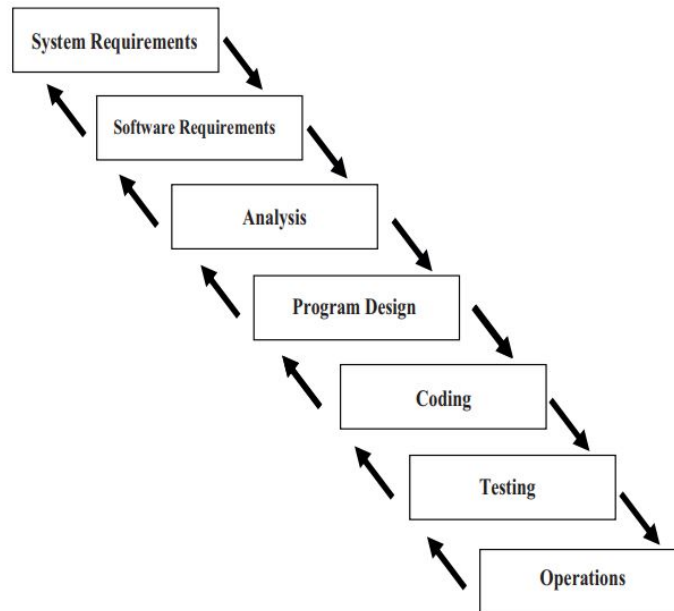 System Requirements
Software Requirements
Analysis
Program Design
Coding
Testing
Operations